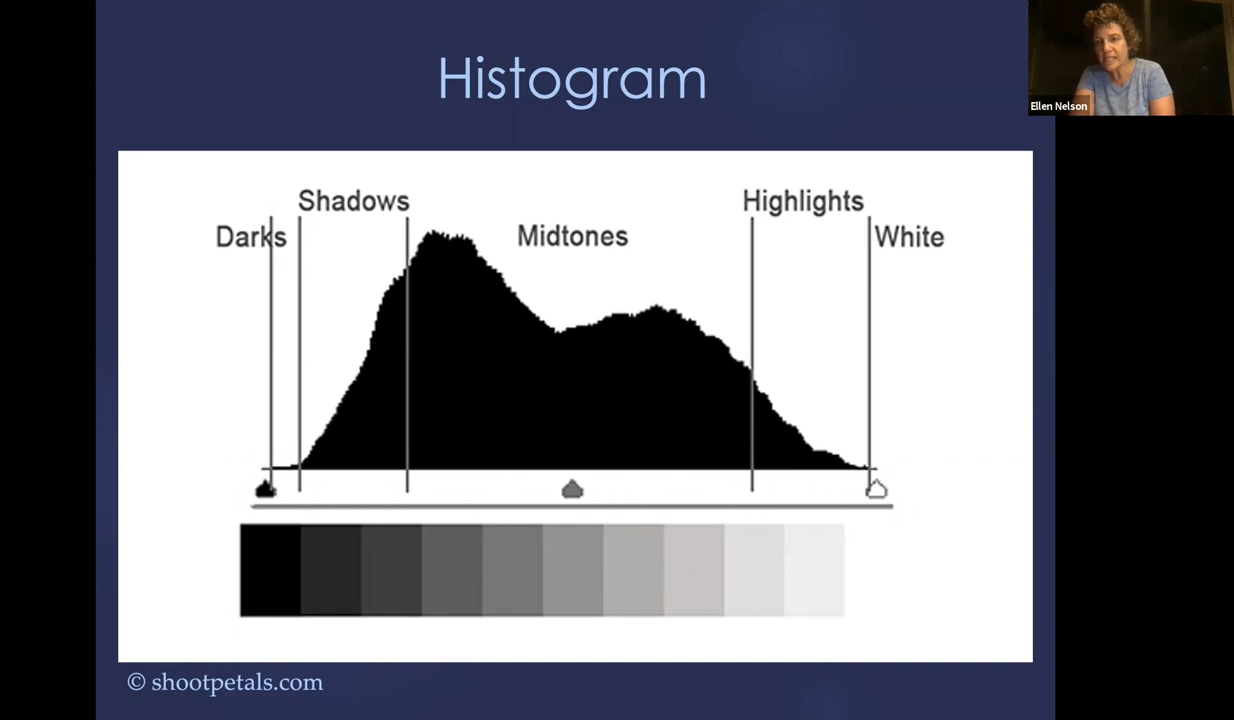 Histogram
Ellen Nelson
Shadows
Highlights
Darks
Midtones
White
© shootpetals.com